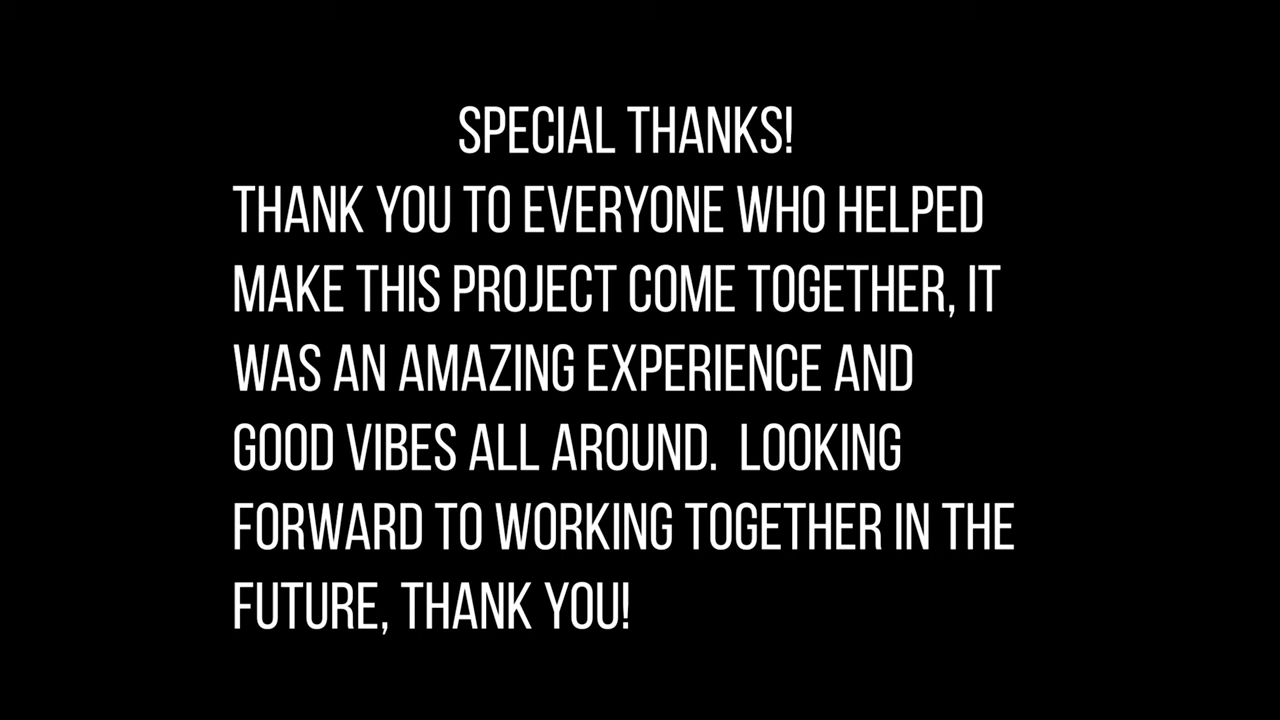 SPECIAL THANKS!
THANK YOU TO EVERYONE WHO HELPED
MAKE THIS PROJECT COME TOGETHER, IT
WAS AN AMAZING EXPERIENCE AND
GOOD VIBES ALL AROUND.  LOOKING
FORWARD TO WORKING TOGETHER IN THE
FUTURE, THANK YOU!